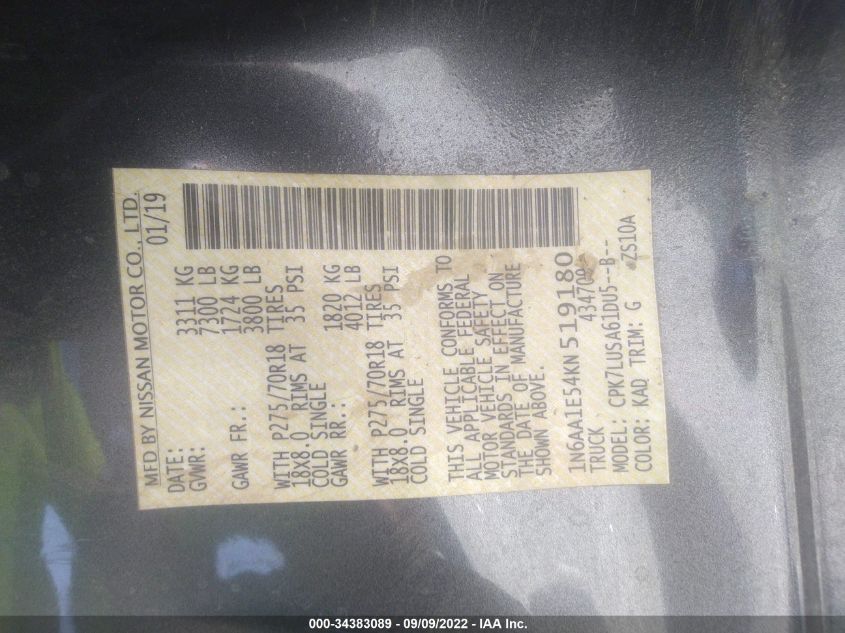 MFD BY NISSAN MOTOR CO., LTD.
DATE: 01/19
GVWR: 3311 KG
7300 LB
GAWR FR.: 1724 KG
3800 LB
WITH P275/70R18 TIRES
18X8.0 RIMS AT 35 PSI
COLD SINGLE
GAWR RR.: 1820 KG
4012 LB
WITH P275/70R18 TIRES
18X8.0 RIMS AT 35 PSI
COLD SINGLE
THIS VEHICLE CONFORMS TO
ALL APPLICABLE FEDERAL
MOTOR VEHICLE SAFETY
STANDARDS IN EFFECT ON
THE DATE OF MANUFACTURE
SHOWN ABOVE.
1N6AA1E54KN519180
TRUCK
MODEL: CPK7LUSA61DU5--B--
COLOR: KAD TRIM: G ZS10A
000-34383089 - 09/09/2022 - IAA Inc.